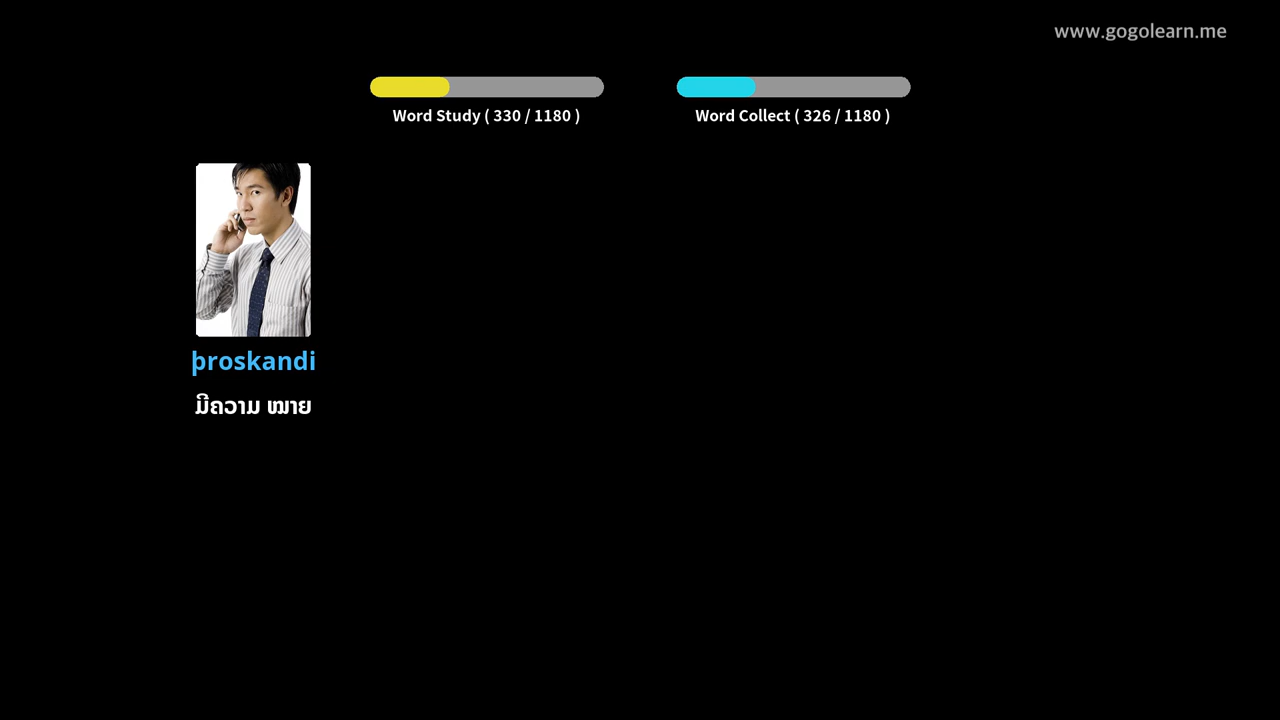 www.gogolearn.me
Word Study ( 330 / 1180 )
Word Collect ( 326 / 1180 )
þroskandi
ມີຄວາມ ໝາຍ